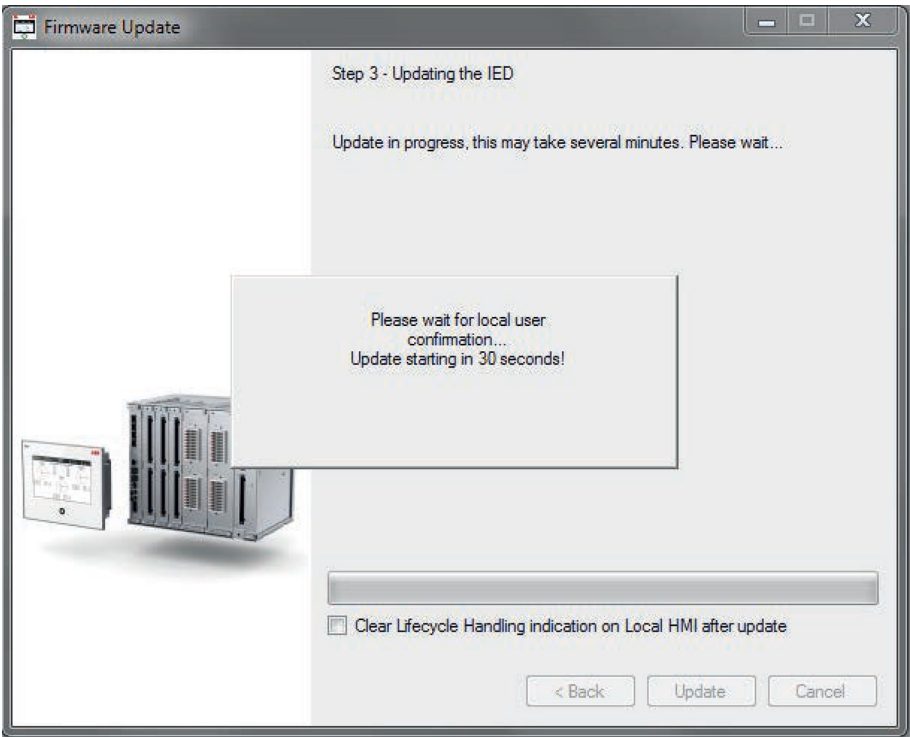 Firmware Update
Step 3 - Updating the IED
Update in progress, this may take several minutes. Please wait...
Please wait for local user
confirmation...
Update starting in 30 seconds!
ABB
Clear Lifecycle Handling indication on Local HMI after update
< Back
Update
Cancel